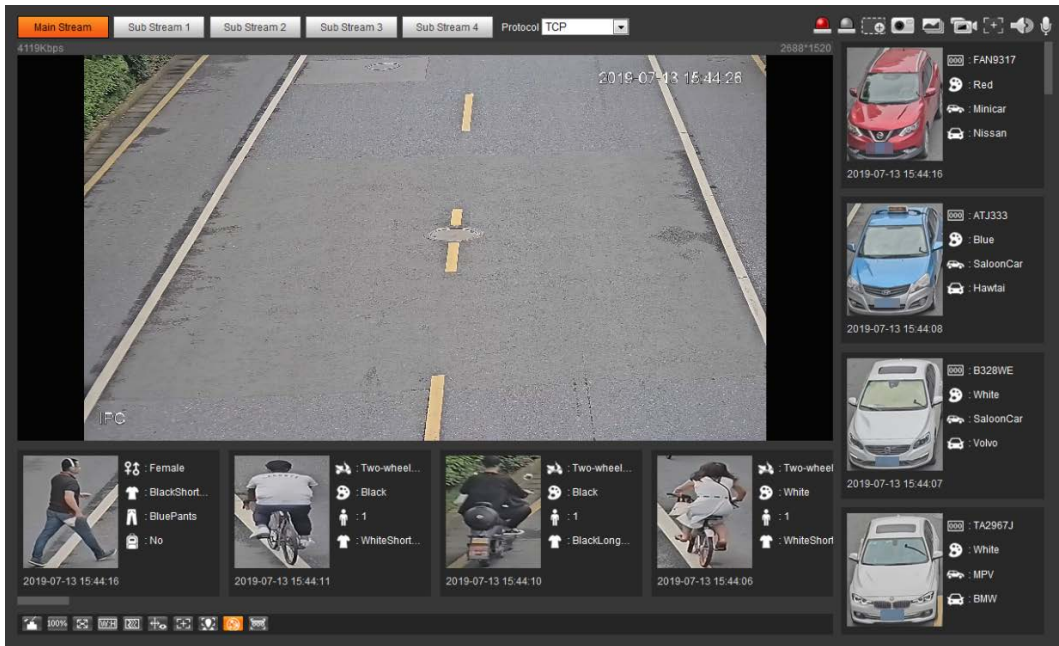 Main Stream Sub Stream 1 Sub Stream 2 Sub Stream 3 Sub Stream 4 Protocol TCP
4119Kbps 2688*1520
2019-07-13 15:44:26
IPC
: FAN9317
: Red
: Minicar
: Nissan
2019-07-13 15:44:16
: ATJ333
: Blue
: SaloonCar
: Hawtai
2019-07-13 15:44:08
: B328WE
: White
: SaloonCar
: Volvo
2019-07-13 15:44:07
: TA2967J
: White
: MPV
: BMW
: Female
: BlackShort...
: BluePants
: No
2019-07-13 15:44:16
: Two-wheel...
: Black
: 1
: WhiteShort...
2019-07-13 15:44:11
: Two-wheel...
: Black
: 1
: BlackLong...
2019-07-13 15:44:10
: Two-wheel
: White
: 1
: WhiteShort
2019-07-13 15:44:06
100% W:H